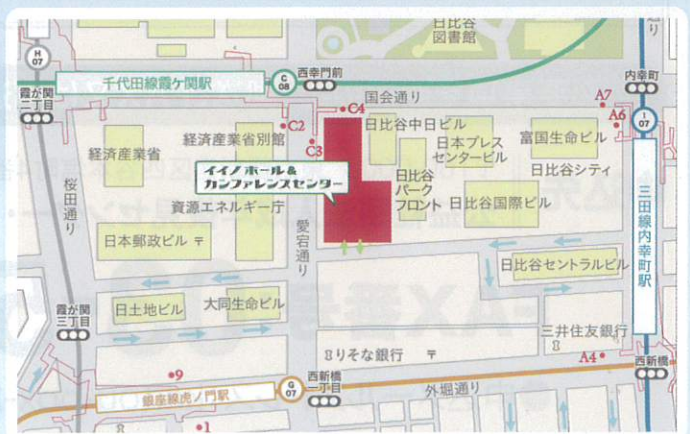 日比谷
図書館
通り
H
07
千代田線霞ケ関駅
C
08
西幸門前
内幸町
霞が関
二丁目
国会通り
A7
C4
A6
I
07
C2
経済産業省別館
日比谷中日ビル
富国生命ビル
C3
日本プレス
センタービル
経済産業省
イイノホール&
カンファレンスセンター
日比谷
パーク
フロント
日比谷シティ
桜田通り
資源エネルギー庁
日比谷国際ビル
三田線内幸町駅
愛宕通り
日本郵政ビル 〒
日比谷セントラルビル
日土地ビル
大同生命ビル
霞が関
三丁目
三井住友銀行
りそな銀行
〒
A4
9
西新橋
西新橋
一丁目
外堀通り
銀座線虎ノ門駅
G
07
1